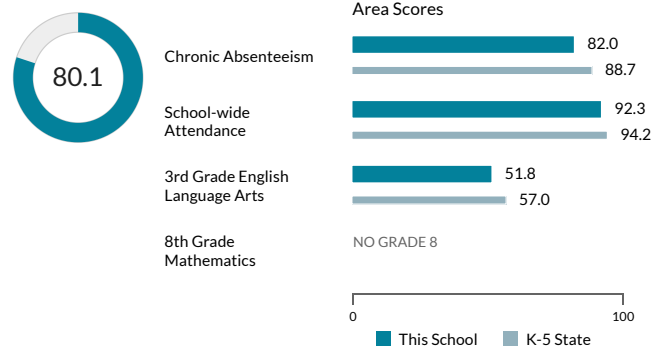 Area Scores
80.1
Chronic Absenteeism
82.0
88.7
School-wide
Attendance
92.3
94.2
3rd Grade English
Language Arts
51.8
57.0
8th Grade
Mathematics
NO GRADE 8
0
100
This School
K-5 State